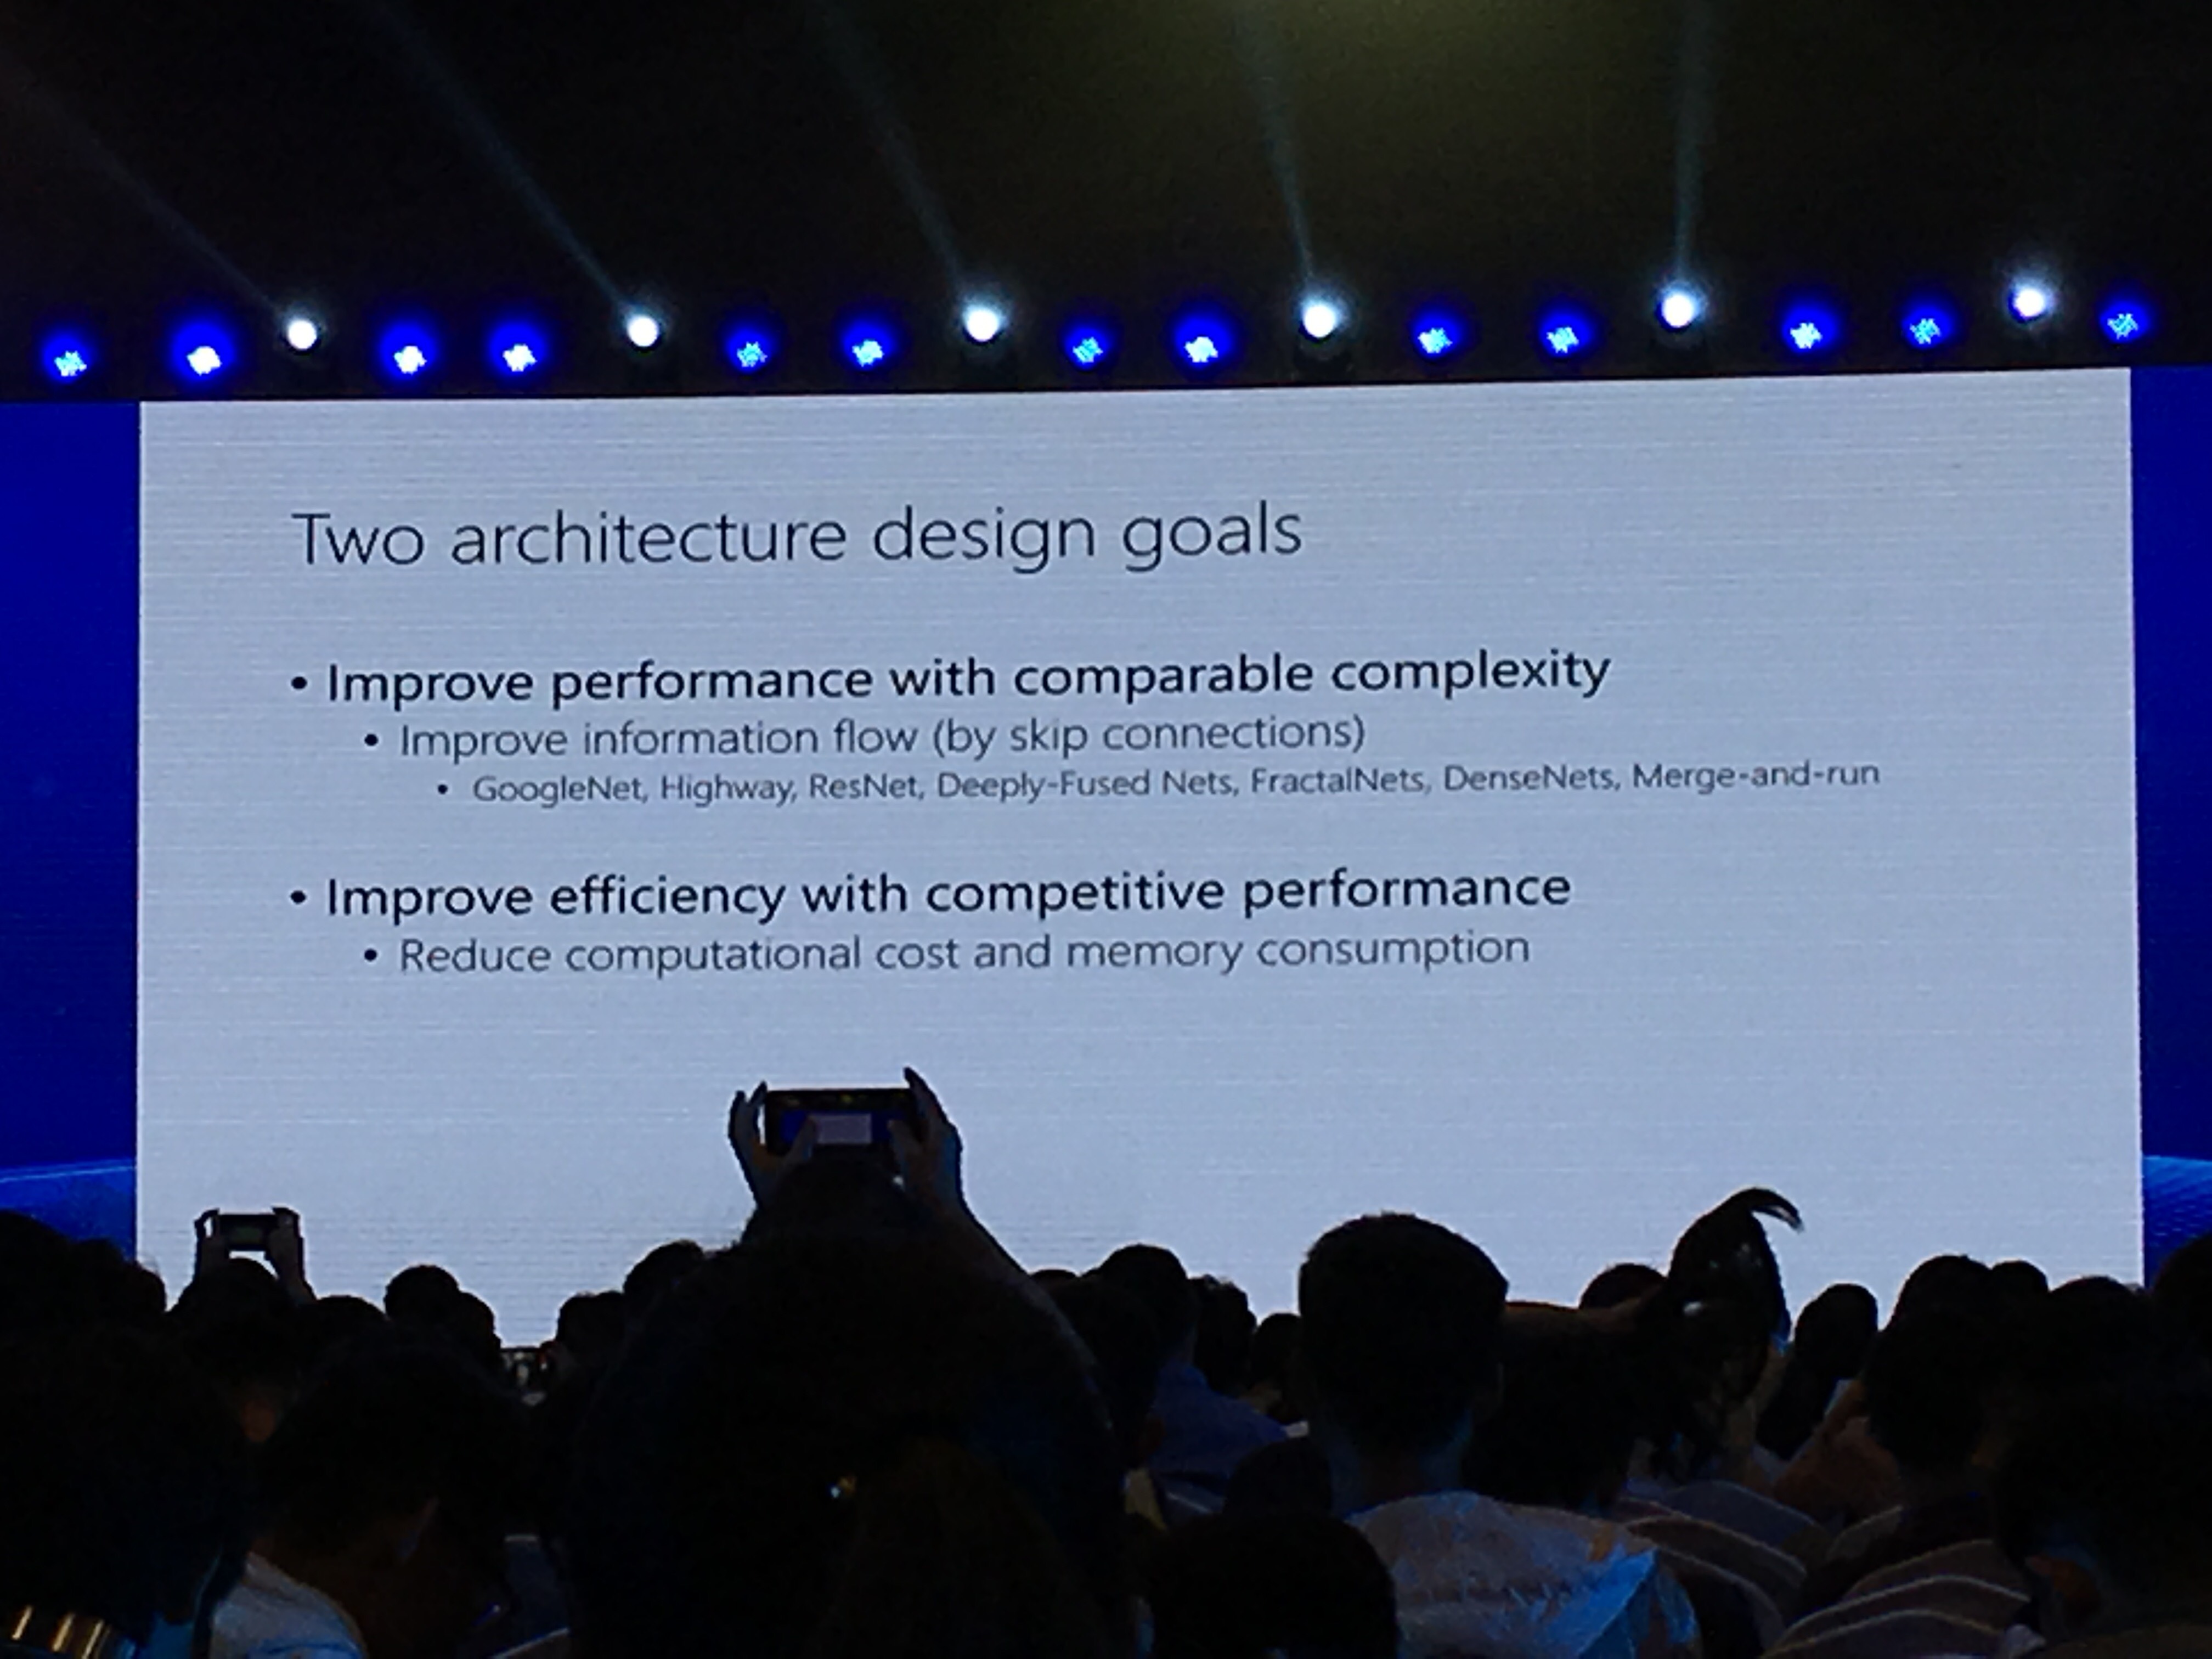 Two architecture design goals
• Improve performance with comparable complexity
• Improve information flow (by skip connections)
• GoogleNet, Highway, ResNet, Deeply-Fused Nets, FractalNets, DenseNets, Merge-and-run
• Improve efficiency with competitive performance
• Reduce computational cost and memory consumption